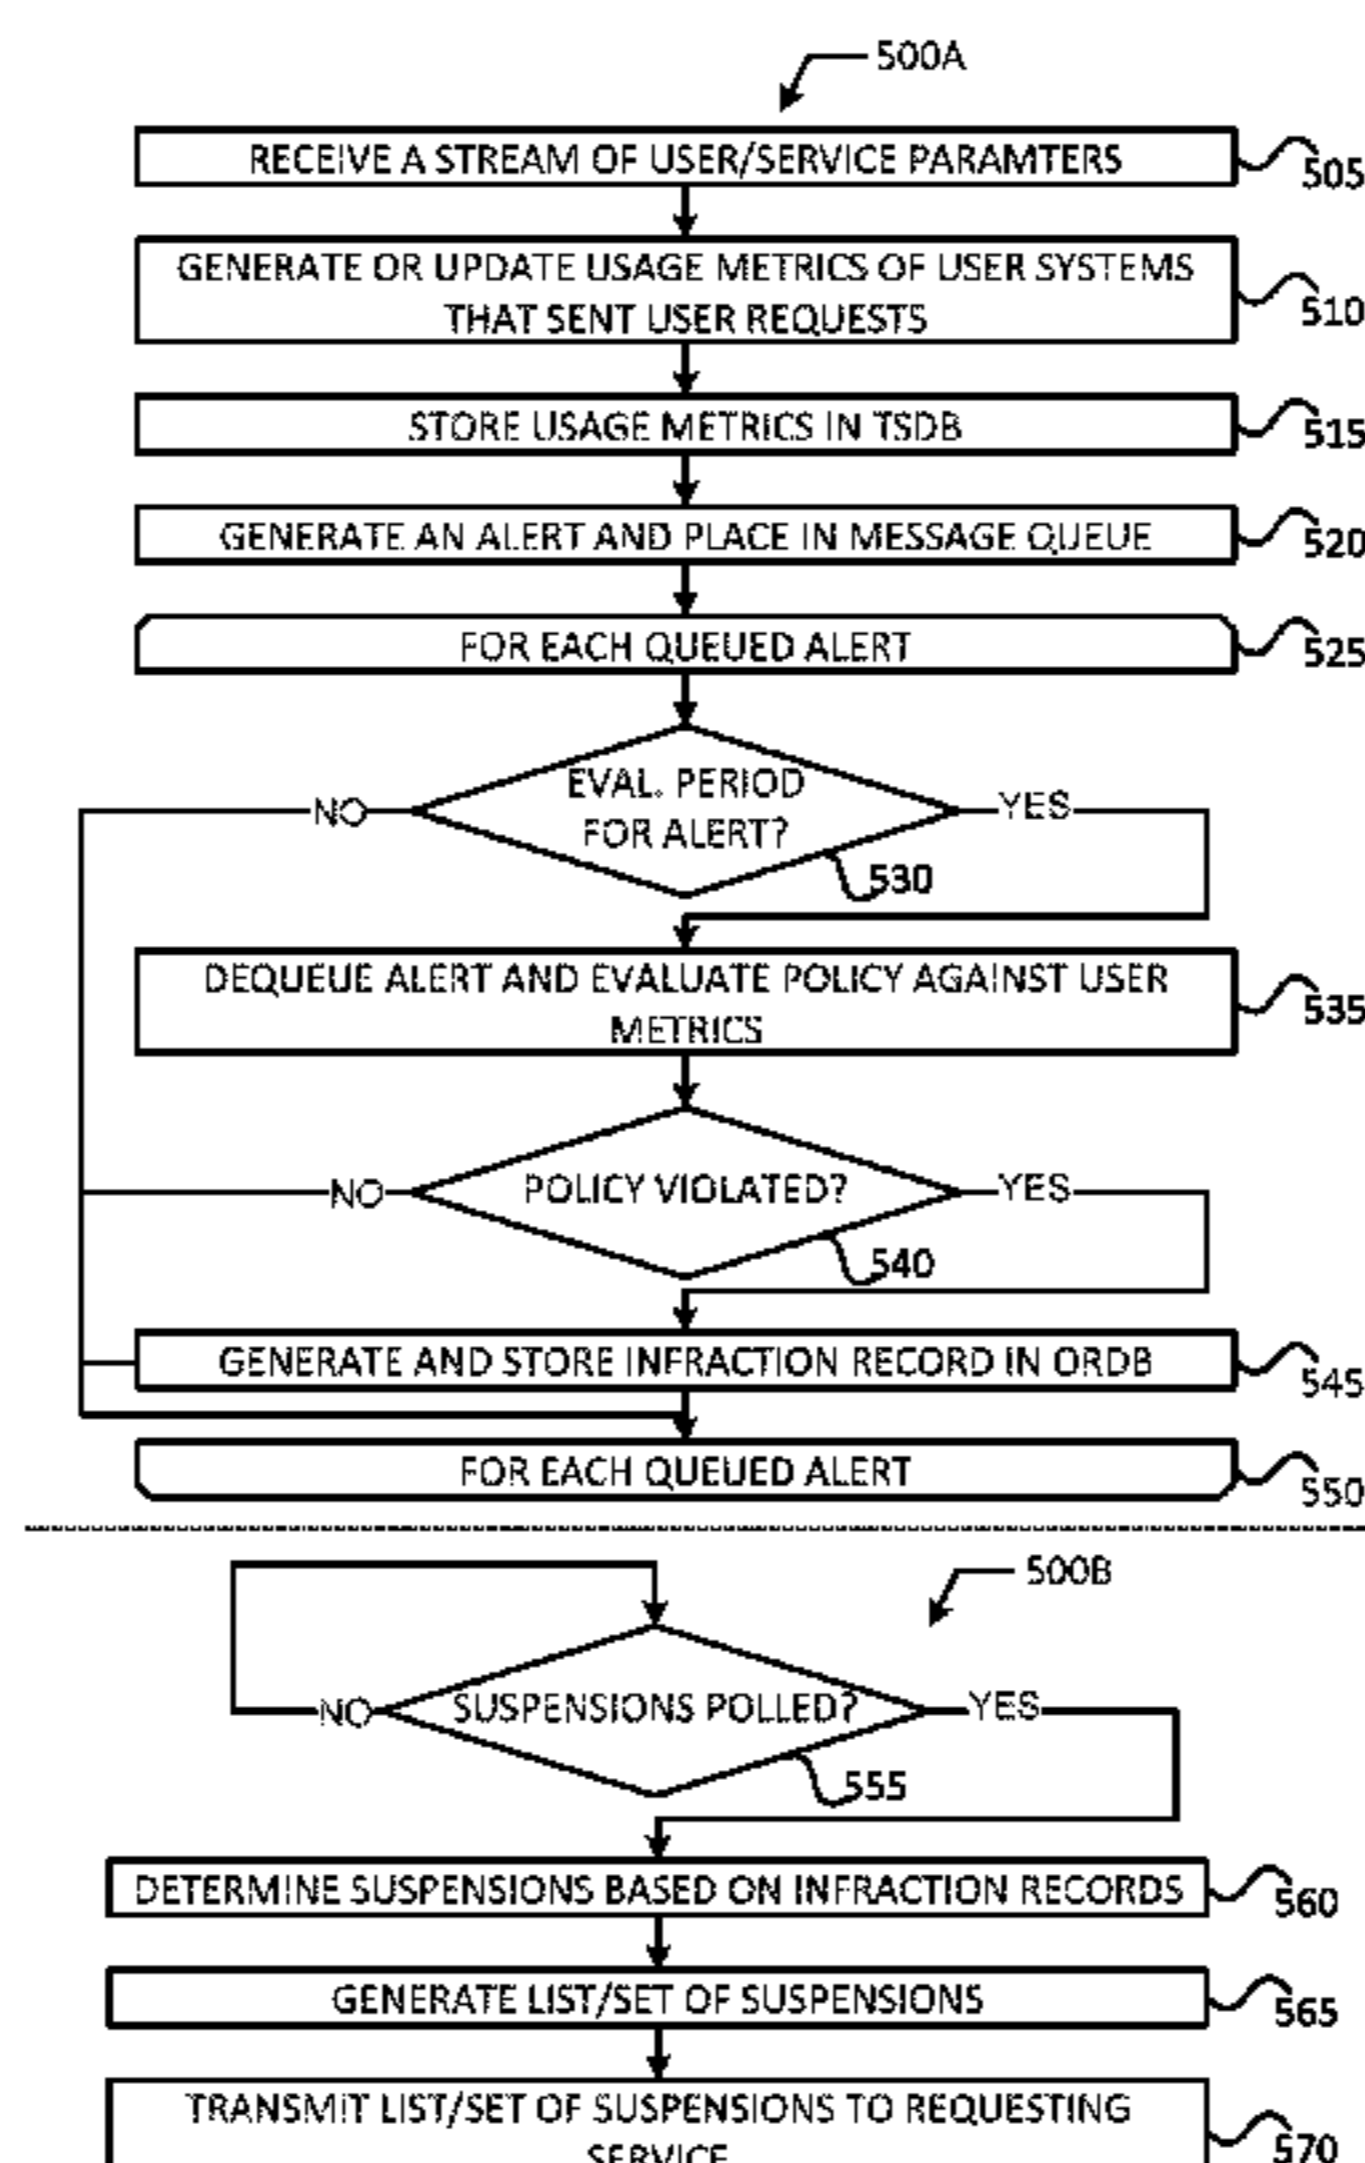 500A
RECEIVE A STREAM OF USER/SERVICE PARAMTERS
505
GENERATE OR UPDATE USAGE METRICS OF USER SYSTEMS
THAT SENT USER REQUESTS
510
STORE USAGE METRICS IN TSDB
515
GENERATE AN ALERT AND PLACE IN MESSAGE QUEUE
520
FOR EACH QUEUED ALERT
525
EVAL. PERIOD
FOR ALERT?
NO
YES
530
DEQUEUE ALERT AND EVALUATE POLICY AGAINST USER
METRICS
535
POLICY VIOLATED?
NO
YES
540
GENERATE AND STORE INFRACTION RECORD IN ORDB
545
FOR EACH QUEUED ALERT
550
500B
SUSPENSIONS POLLED?
NO
YES
555
DETERMINE SUSPENSIONS BASED ON INFRACTION RECORDS
560
GENERATE LIST/SET OF SUSPENSIONS
565
TRANSMIT LIST/SET OF SUSPENSIONS TO REQUESTING
SERVICE
570